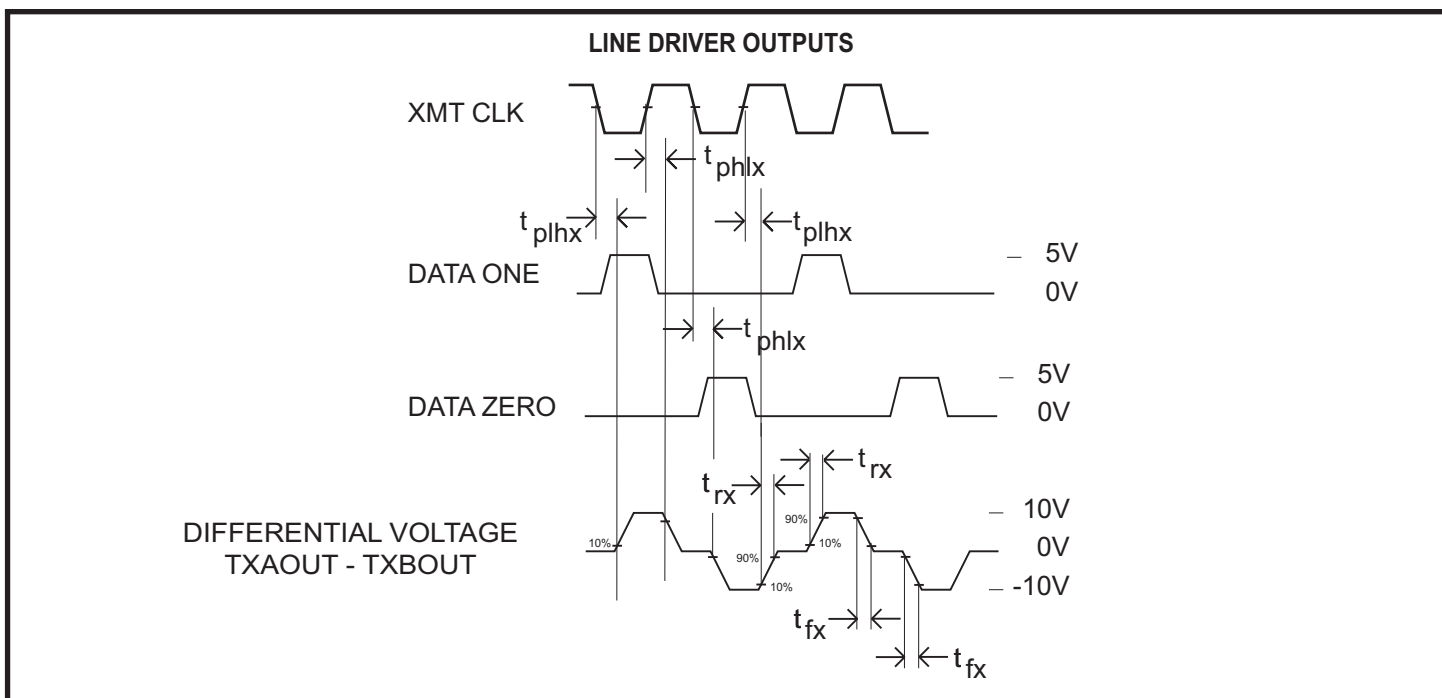 LINE DRIVER OUTPUTS
XMT CLK
t phlx
t plhx
t plhx
DATA ONE
5V
0V
t phlx
DATA ZERO
5V
0V
t rx
t rx
DIFFERENTIAL VOLTAGE
TXAOUT - TXBOUT
10%
90%
10%
90%
10%
10V
0V
-10V
t fx
t fx